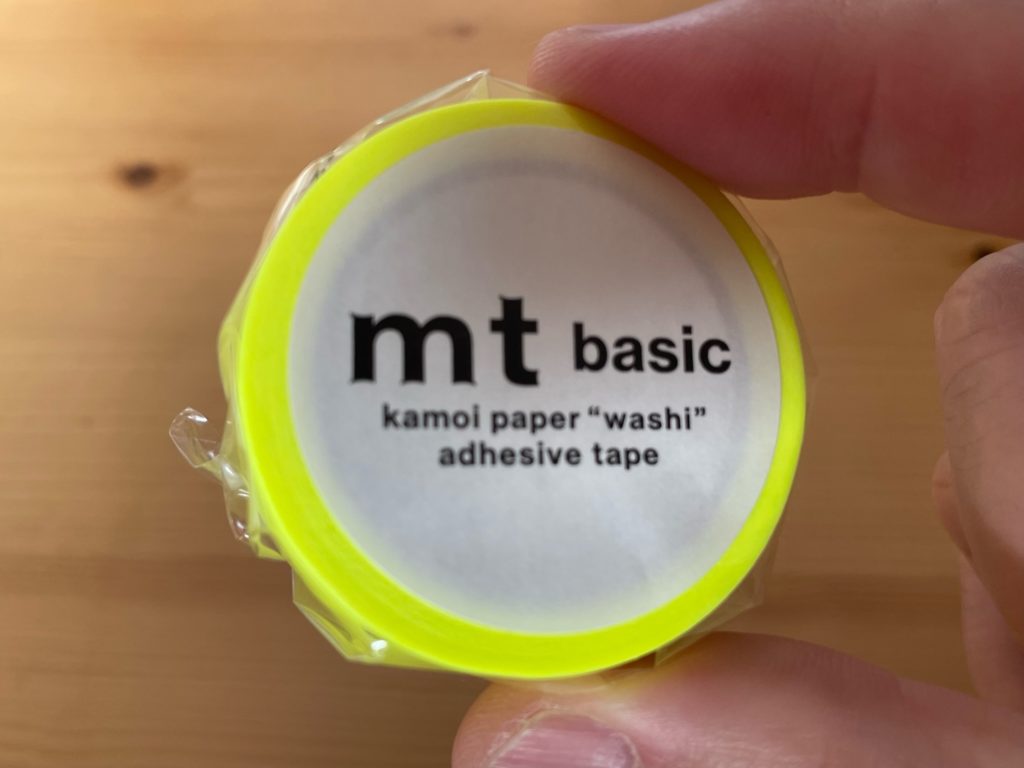 mt basic
kamoi paper “washi”
adhesive tape